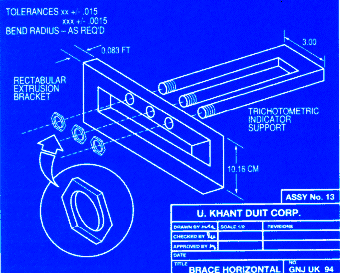 TOLERANCES xx +/- .015
xxx +/- .0015
BEND RADIUS – AS REQ'D
0.083 FT
3.00
RECTABULAR
EXTRUSION
BRACKET
TRICHOTOMETRIC
INDICATOR
SUPPORT
10.16 CM
ASSY No. 13
U. KHANT DUIT CORP.
DRAWN BY
SCALE 1/0
REVISIONS
CHECKED BY
APPROVED BY
DATE
TITLE
BRACE HORIZONTAL
NO.
GNJ UK 94